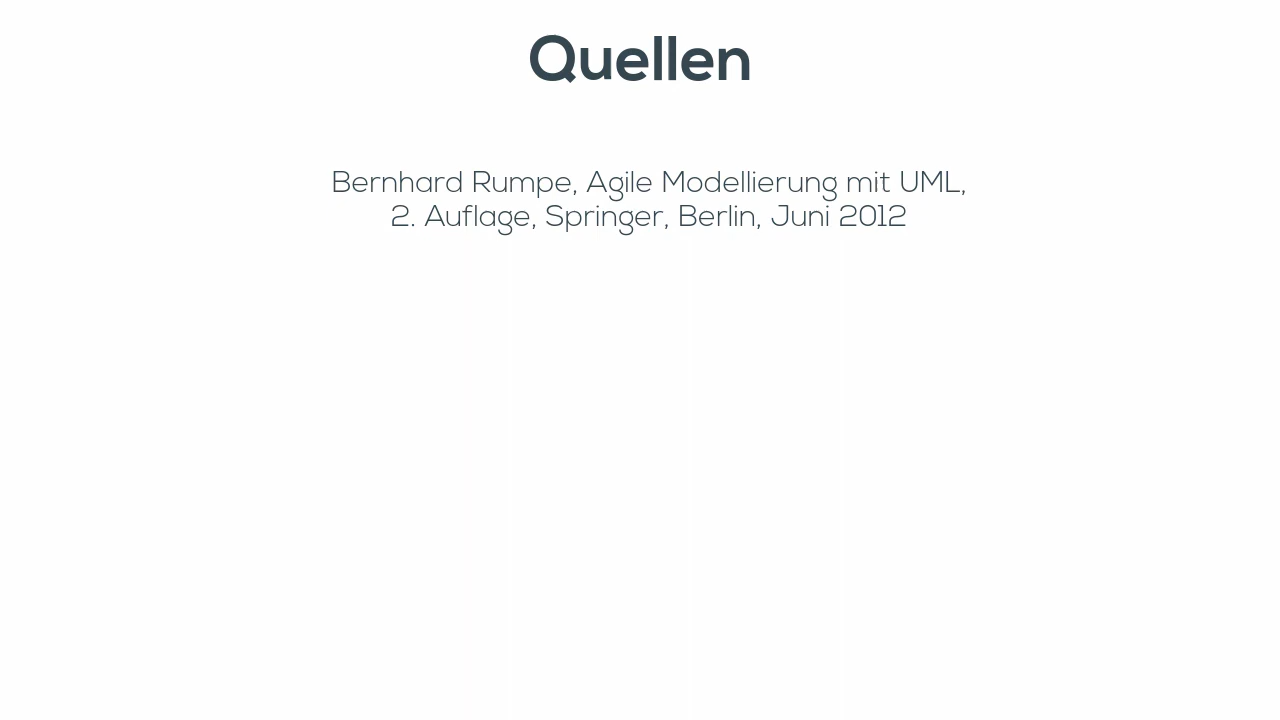 Quellen
Bernhard Rumpe, Agile Modellierung mit UML,
2. Auflage, Springer, Berlin, Juni 2012